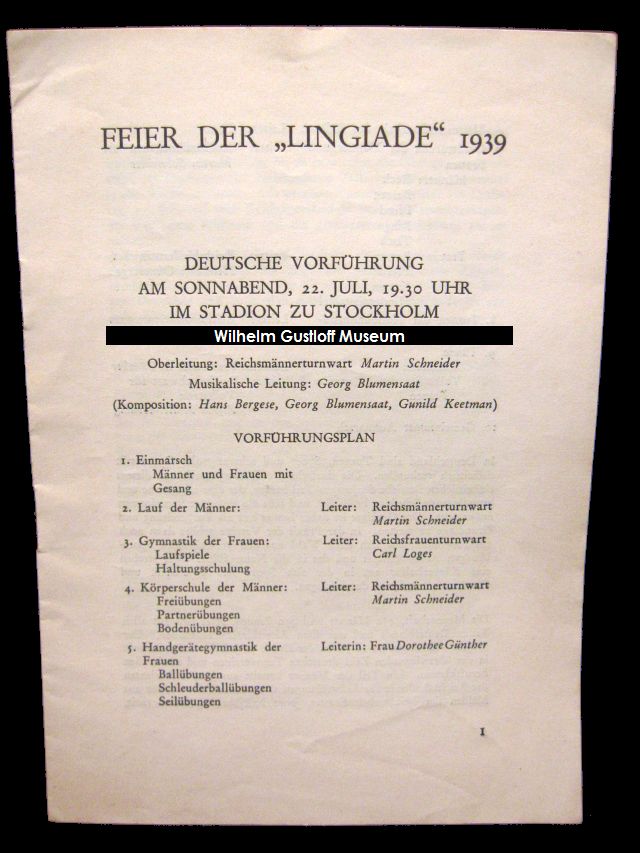 FEIER DER „LINGIADE“ 1939
DEUTSCHE VORFÜHRUNG
AM SONNABEND, 22. JULI, 19.30 UHR
IM STADION ZU STOCKHOLM
Wilhelm Gustloff Museum
Oberleitung: Reichsmännerturnwart Martin Schneider
Musikalische Leitung: Georg Blumensaat
(Komposition: Hans Bergese, Georg Blumensaat, Gunild Keetman)
VORFÜHRUNGSPLAN
1. Einmarsch
Männer und Frauen mit
Gesang
2. Lauf der Männer: Leiter: Reichsmännerturnwart
Martin Schneider
3. Gymnastik der Frauen: Leiter: Reichsfrauenturnwart
Laufspiele Carl Loges
Haltungsschulung
4. Körperschule der Männer: Leiter: Reichsmännerturnwart
Freiübungen Martin Schneider
Partnerübungen
Bodenübungen
5. Handgerätegymnastik der Leiterin: Frau Dorothee Günther
Frauen
Ballübungen
Schleuderballübungen
Seilübungen
1